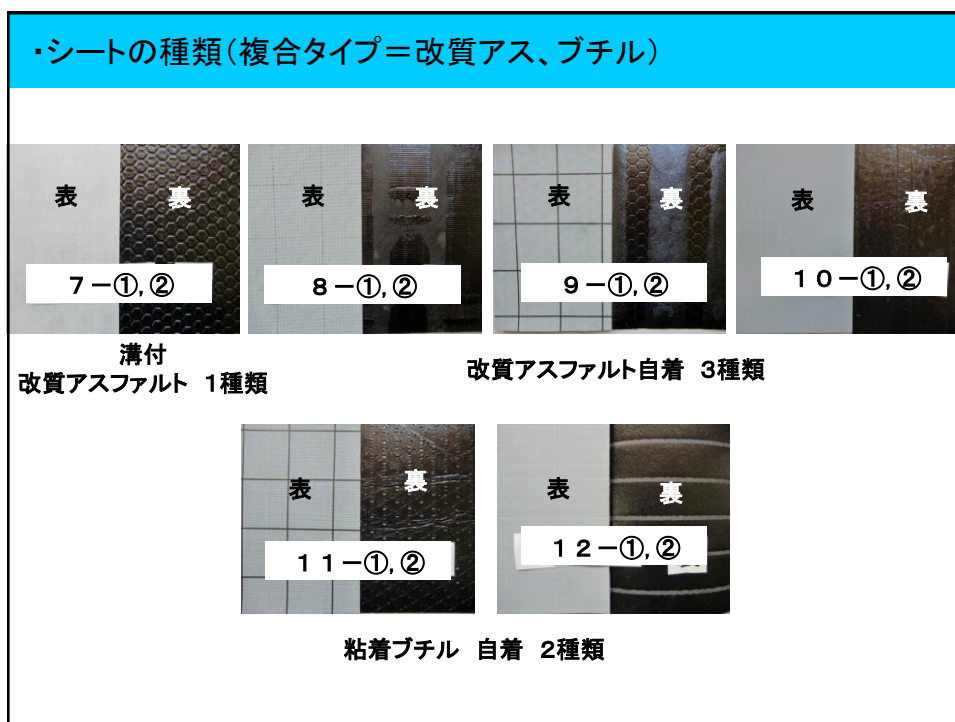 ・シートの種類（複合タイプ＝改質アス、ブチル）
表 裏
７－①,②
表 裏
８－①,②
表 裏
９－①,②
表 裏
１０－①,②
溝付
改質アスファルト １種類
改質アスファルト自着 ３種類
表 裏
１１－①,②
表 裏
１２－①,②
粘着ブチル 自着 ２種類